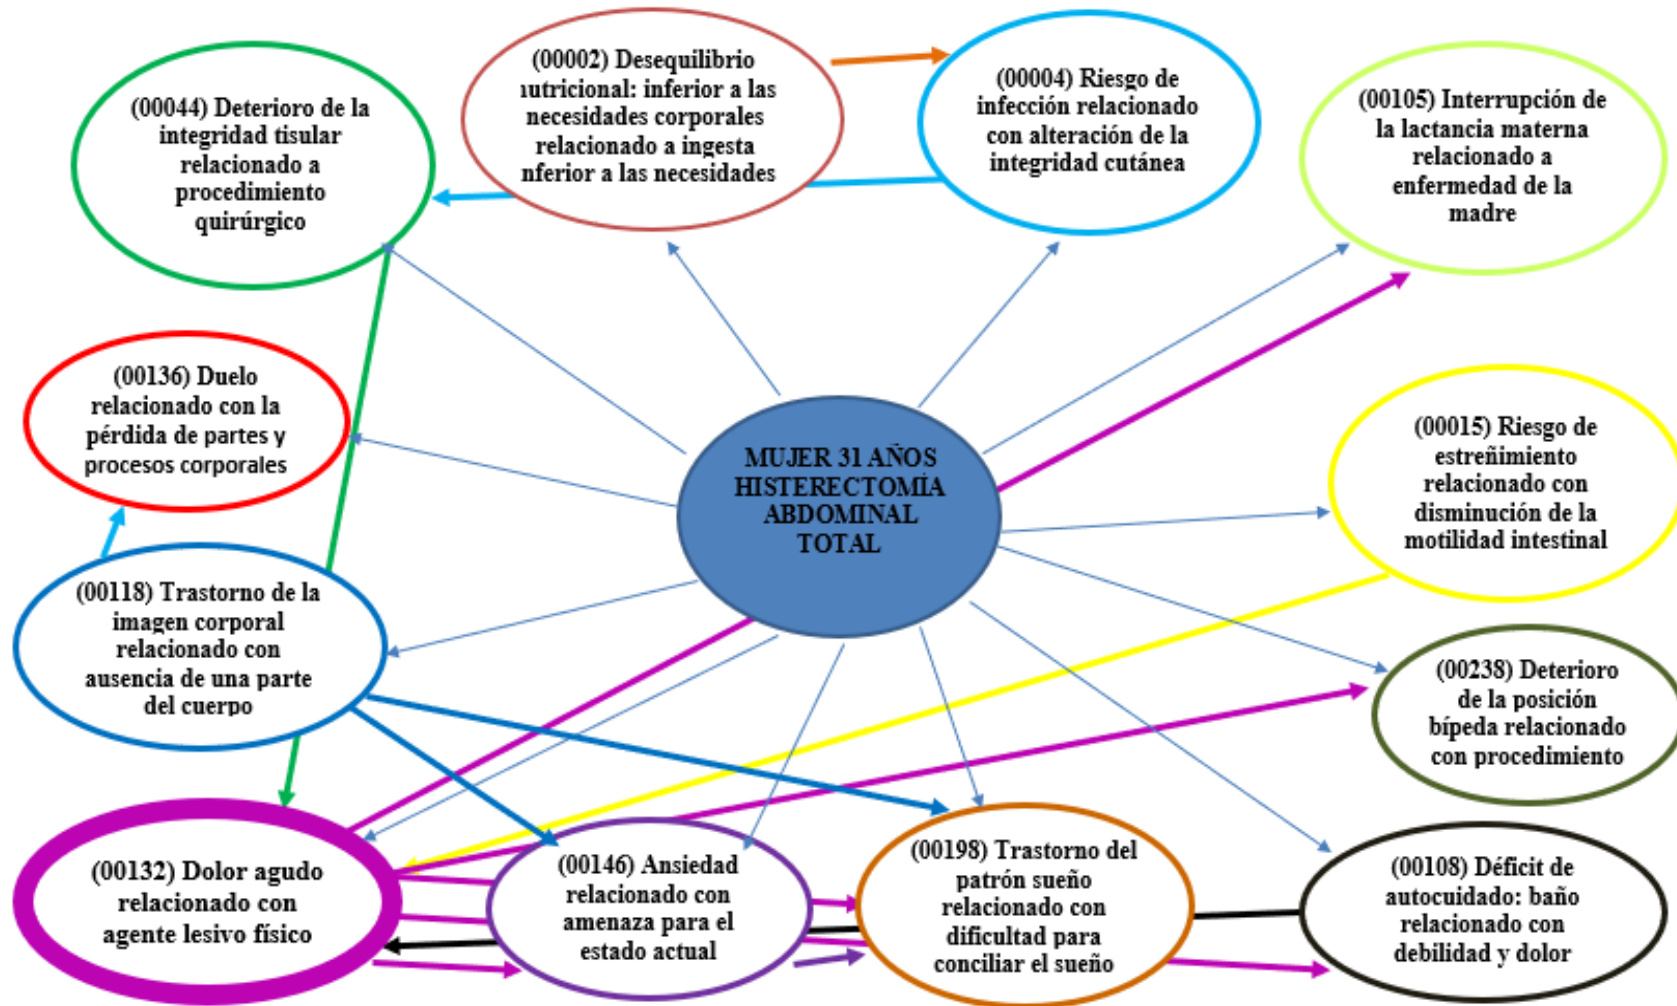 (00044) Deterioro de la
integridad tisular
relacionado a
procedimiento
quirúrgico
(00002) Desequilibrio
nutricional: inferior a las
necesidades corporales
relacionado a ingesta
nferior a las necesidades
(00004) Riesgo de
infección relacionado
con alteración de la
integridad cutánea
(00105) Interrupción de
la lactancia materna
relacionado a
enfermedad de la
madre
(00136) Duelo
relacionado con la
pérdida de partes y
procesos corporales
MUJER 31 AÑOS
HISTERECTOMÍA
ABDOMINAL
TOTAL
(00015) Riesgo de
estreñimiento
relacionado con
disminución de la
motilidad intestinal
(00118) Trastorno de la
imagen corporal
relacionado con
ausencia de una parte
del cuerpo
(00238) Deterioro
de la posición
bípeda relacionado
con procedimiento
(00132) Dolor agudo
relacionado con
agente lesivo físico
(00146) Ansiedad
relacionado con
amenaza para el
estado actual
(00198) Trastorno del
patrón sueño
relacionado con
dificultad para
conciliar el sueño
(00108) Déficit de
autocuidado: baño
relacionado con
debilidad y dolor